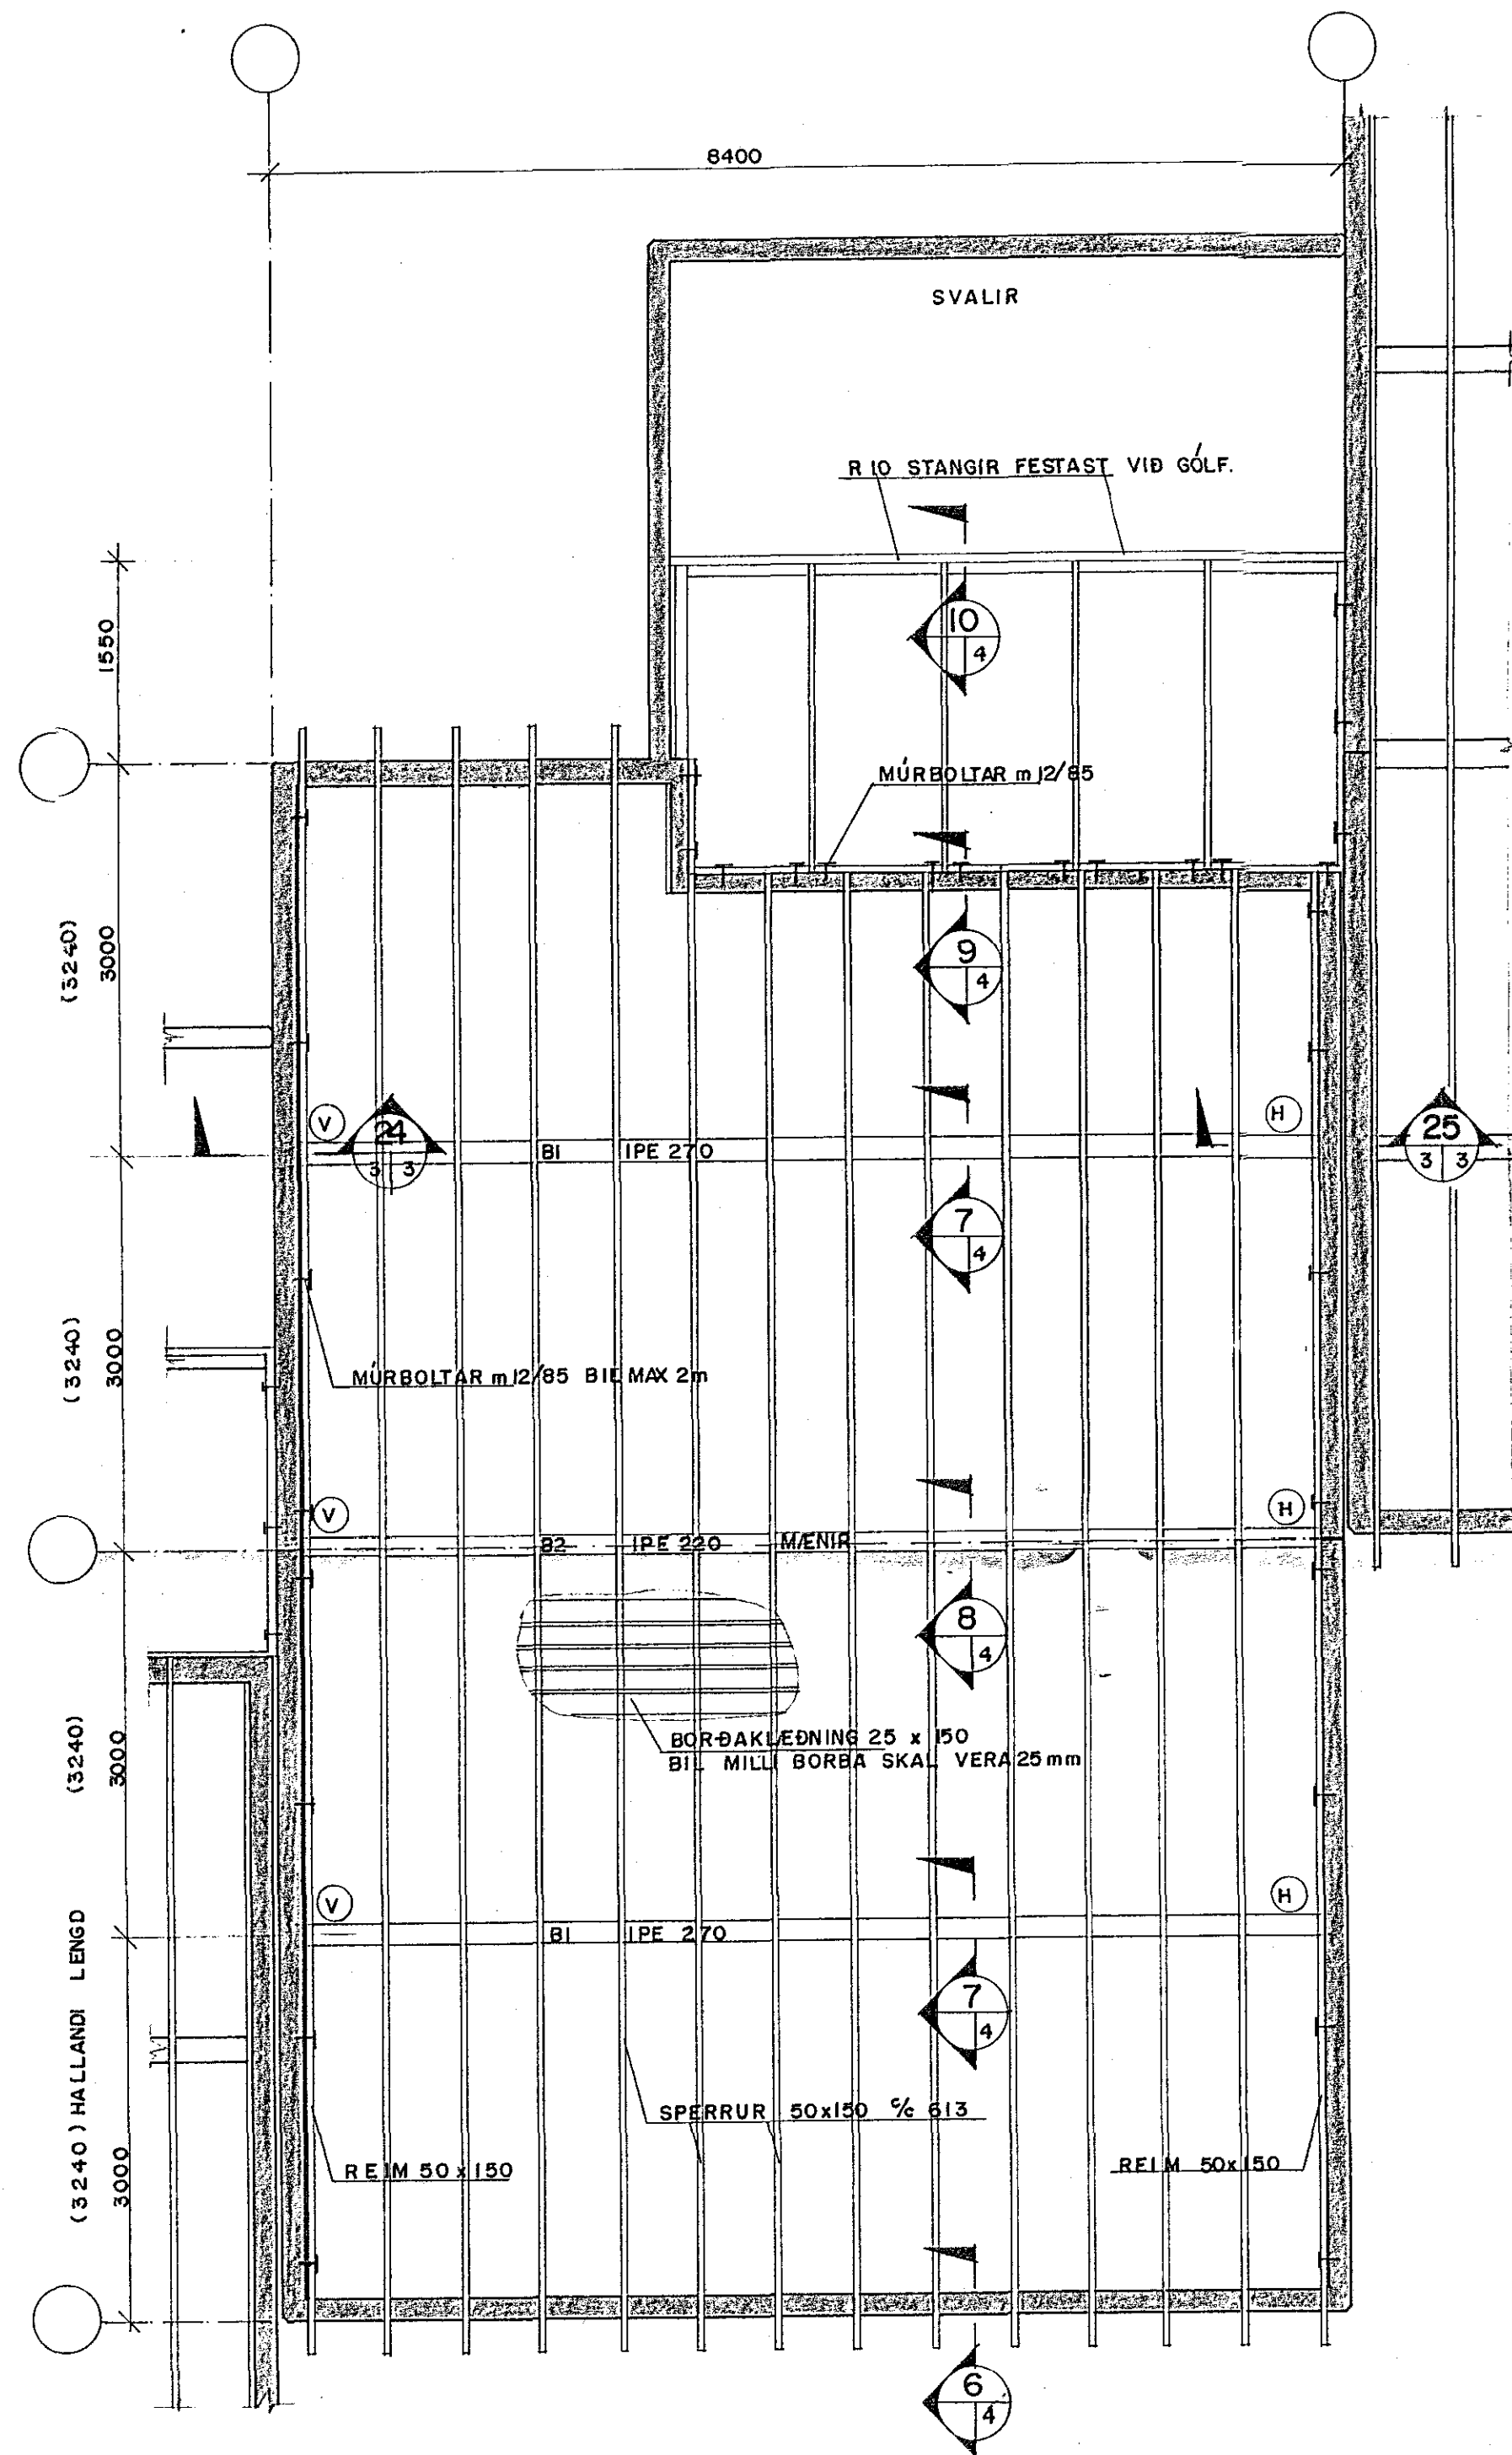 8400
SVALIR
R 10 STANGIR FESTAST VIÐ GÓLF.
1550
10
4
MÚRBOLTAR m 12/85
(3240)
3000
9
4
V
24
3 3
B1 IPE 270
H
25
3 3
7
4
(3240)
3000
MÚRBOLTAR m 12/85 BIL MAX 2m
V
B2 IPE 220 MÆNIR
H
8
4
BORÐAKLÆÐNING 25 x 150
BIL MILLI BORÐA SKAL VERA 25 mm
(3240)
3000
V
B1 IPE 270
H
7
4
(3240) HALLANDI LENGD
3000
SPERRUR 50x150 c/c 613
REIM 50 x 150
REIM 50x150
6
4